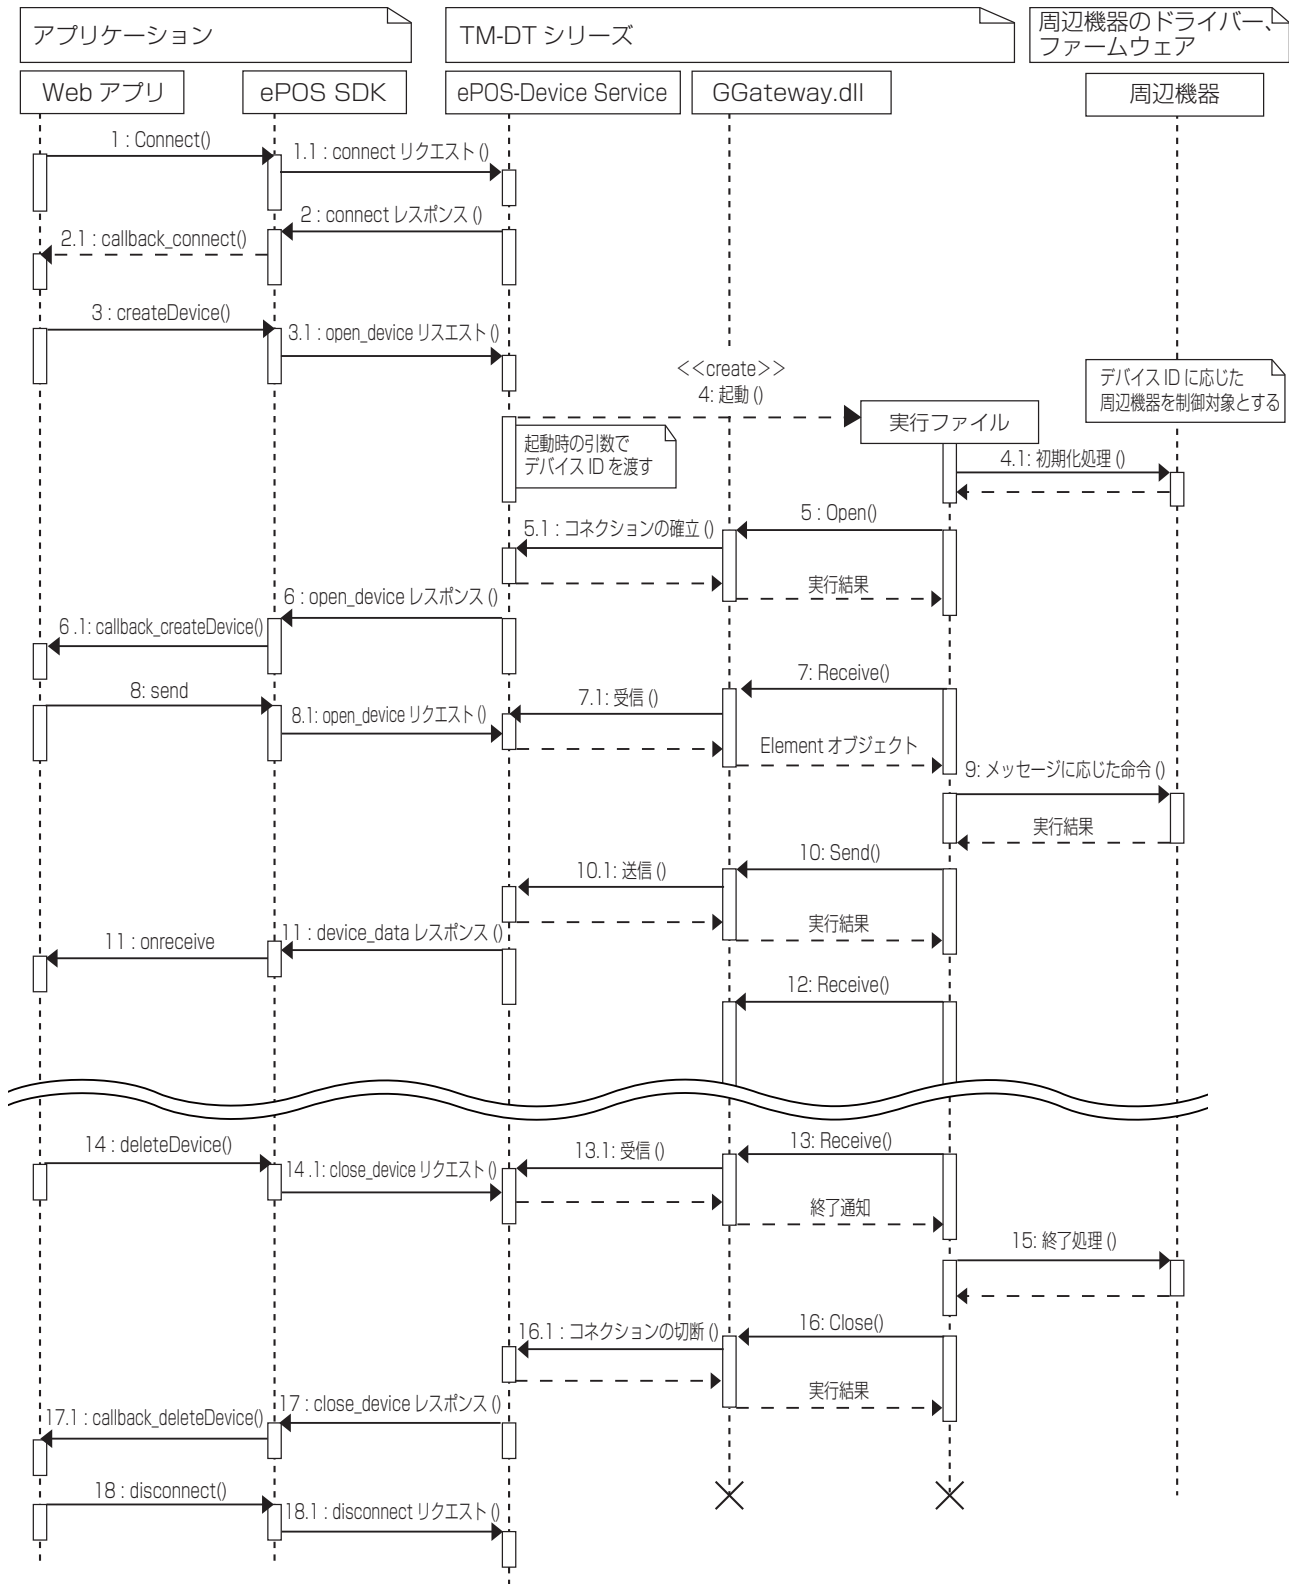 アプリケーション
TM-DT シリーズ
周辺機器のドライバー、
ファームウェア
Web アプリ
ePOS SDK
ePOS-Device Service
GGateway.dll
周辺機器
1 : Connect()
1.1 : connect リクエスト ()
2 : connect レスポンス ()
2.1 : callback_connect()
3 : createDevice()
3.1 : open_device リスエスト ()
<<create>>
4: 起動 ()
デバイス ID に応じた
周辺機器を制御対象とする
実行ファイル
起動時の引数で
デバイス ID を渡す
4.1: 初期化処理 ()
5 : Open()
5.1 : コネクションの確立 ()
実行結果
6 : open_device レスポンス ()
6 .1: callback_createDevice()
7: Receive()
8: send
7.1: 受信 ()
8.1: open_device リクエスト ()
Element オブジェクト
9: メッセージに応じた命令 ()
実行結果
10: Send()
10.1: 送信 ()
実行結果
11 : device_data レスポンス ()
11 : onreceive
12: Receive()
14 : deleteDevice()
13: Receive()
13.1: 受信 ()
14 .1: close_device リクエスト ()
終了通知
15: 終了処理 ()
16: Close()
16.1 : コネクションの切断 ()
実行結果
17 : close_device レスポンス ()
17.1 : callback_deleteDevice()
18 : disconnect()
18.1 : disconnect リクエスト ()